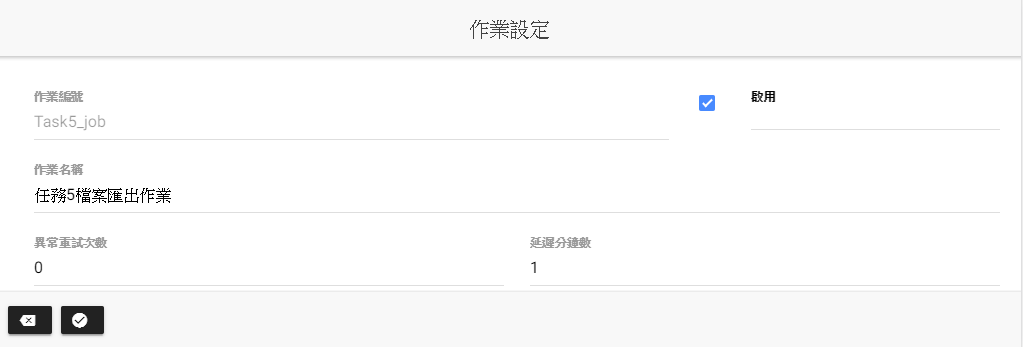 作業設定
作業編號
啟用
Task5_job
作業名稱
任務5檔案匯出作業
異常重試次數
延遲分鐘數
0
1